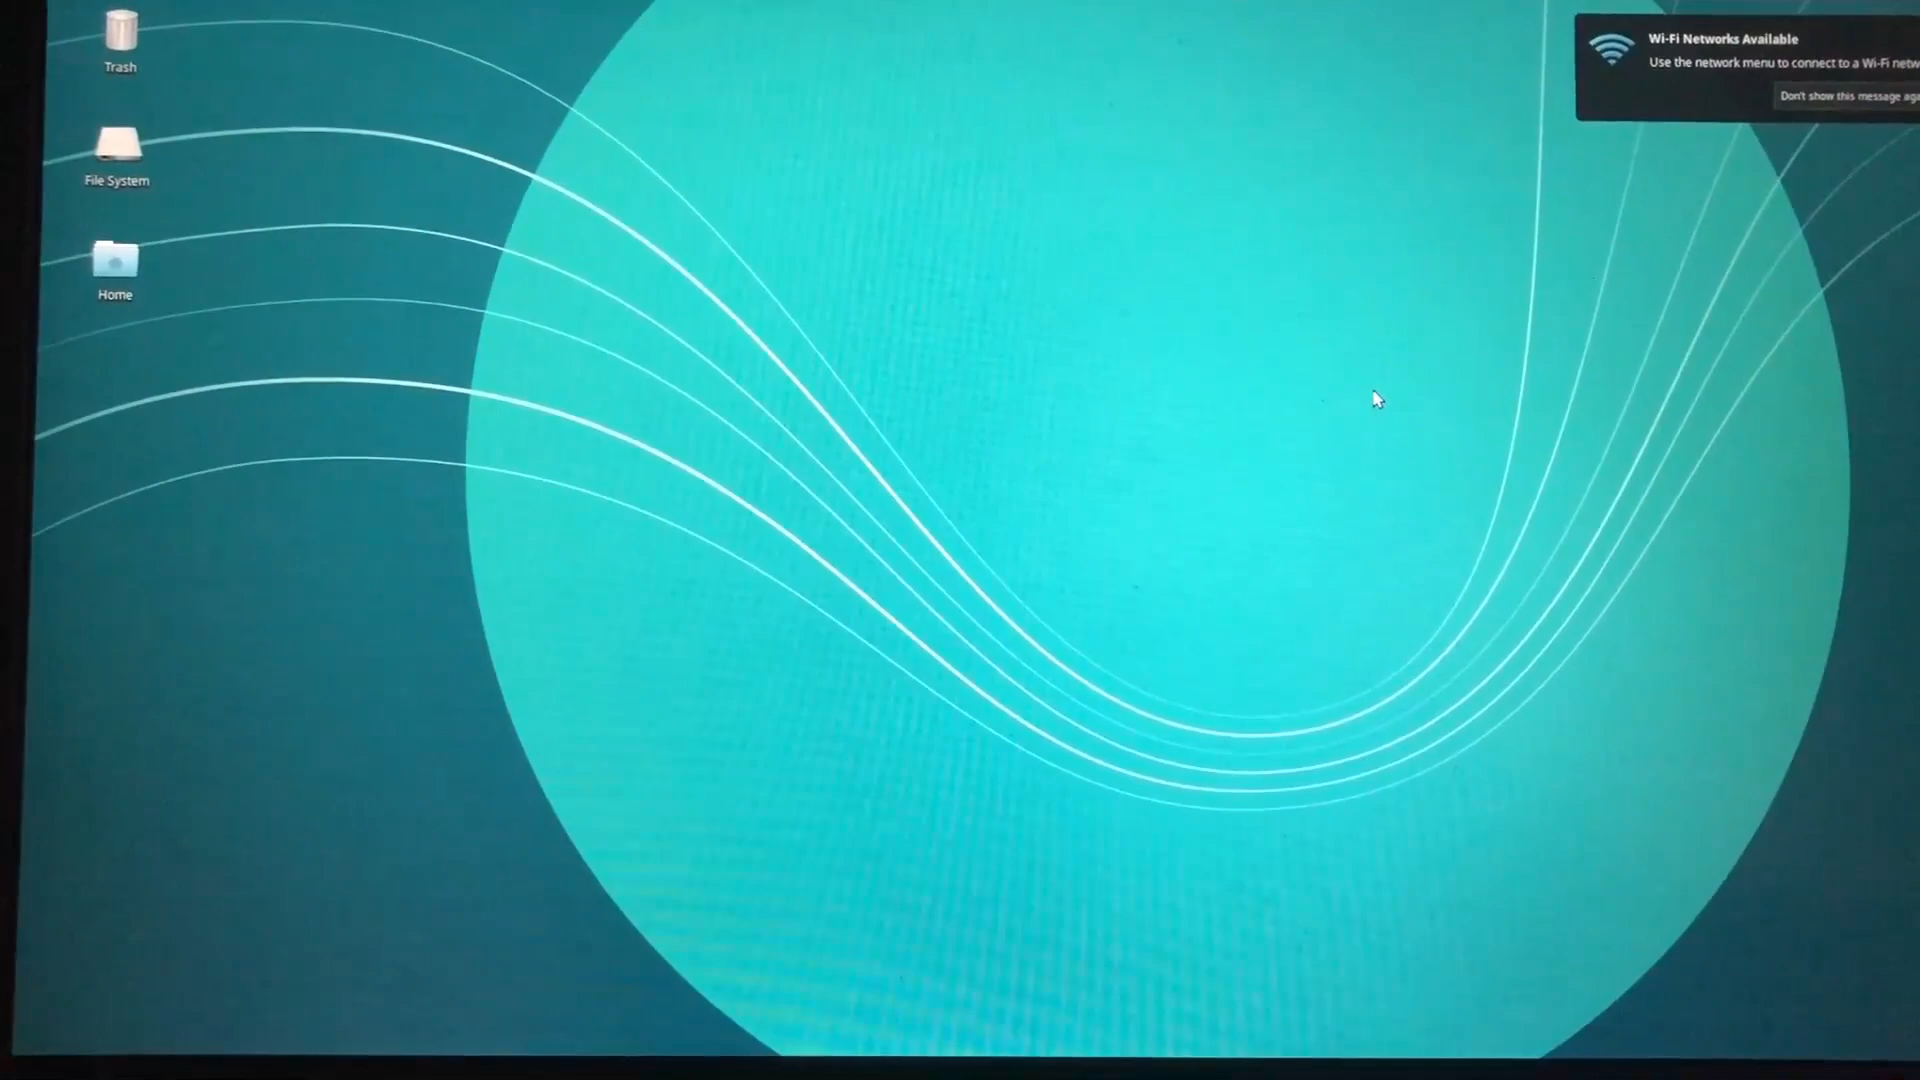 Trash
File System
Home
Wi-Fi Networks Available
Use the network menu to connect to a Wi-Fi
Don't show this message